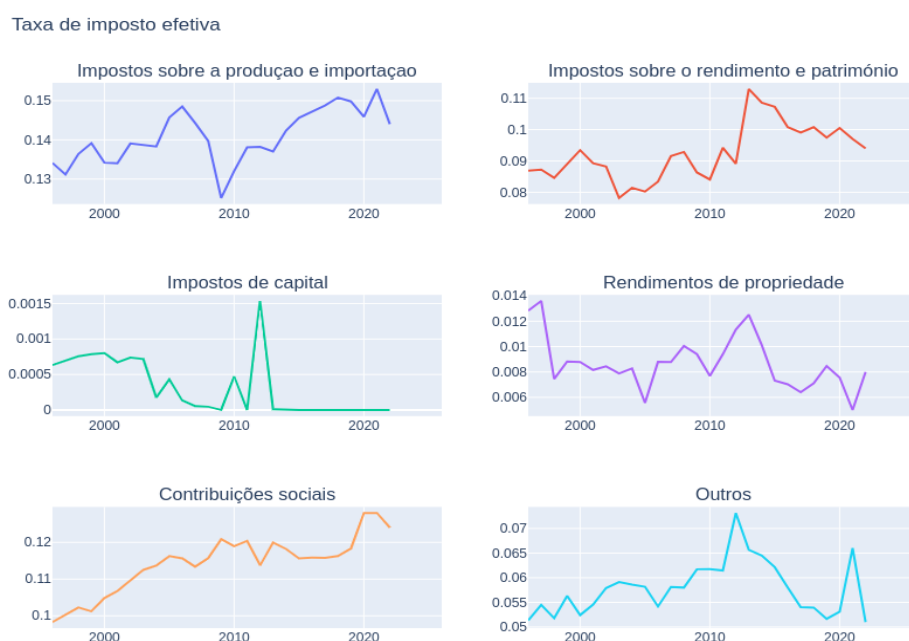 Taxa de imposto efetiva
Impostos sobre a produçao e importaçao
0.15
0.14
0.13
2000 2010 2020
Impostos sobre o rendimento e património
0.11
0.1
0.09
0.08
2000 2010 2020
Impostos de capital
0.0015
0.001
0.0005
0
2000 2010 2020
Rendimentos de propriedade
0.014
0.012
0.01
0.008
0.006
2000 2010 2020
Contribuições sociais
0.12
0.11
0.1
2000 2010 2020
Outros
0.07
0.065
0.06
0.055
0.05
2000 2010 2020